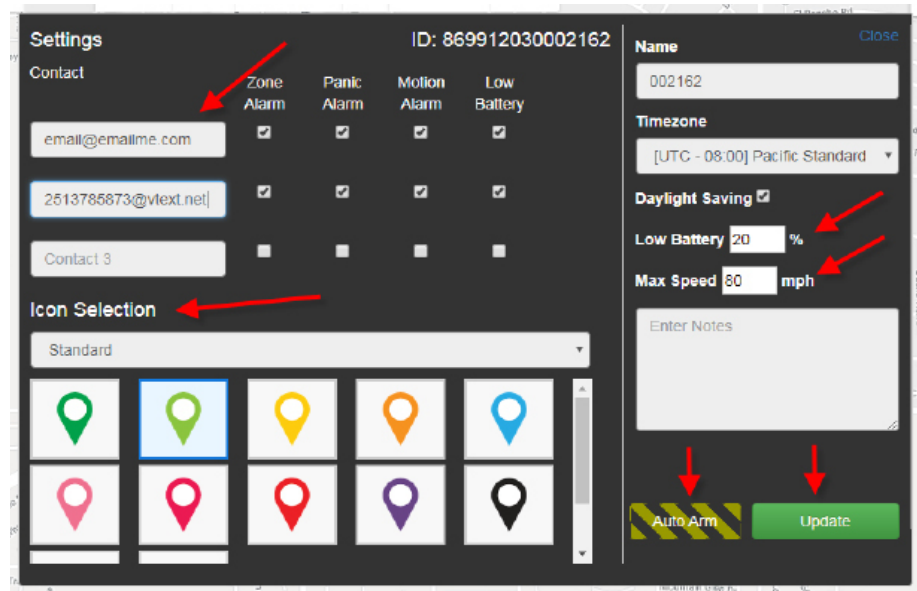 Settings
ID: 869912030002162
Contact
Zone Alarm
Panic Alarm
Motion Alarm
Low Battery
email@emailme.com
2513785873@vtext.net
Contact 3
Icon Selection
Standard
Close
Name
002162
Timezone
[UTC - 08:00] Pacific Standard
Daylight Saving
Low Battery 20 %
Max Speed 80 mph
Enter Notes
Auto Arm
Update